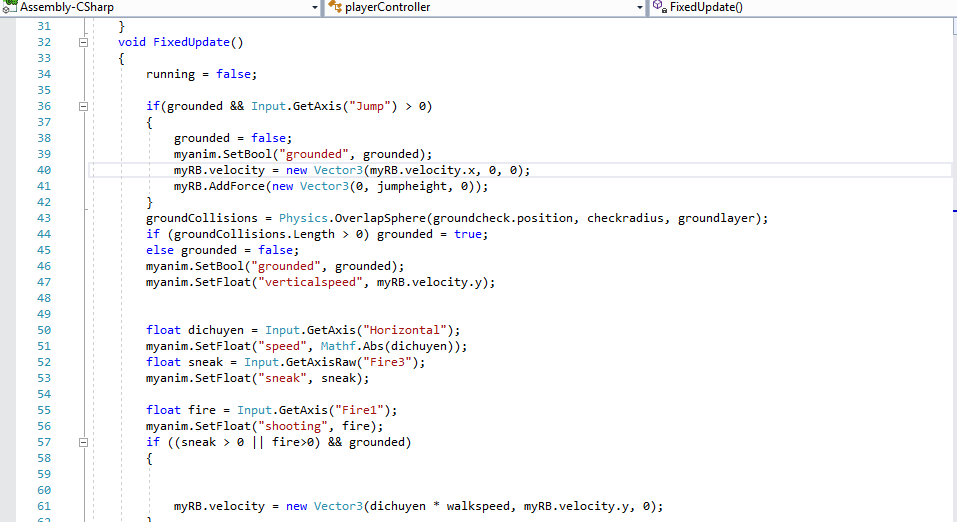 Assembly-CSharp playerController FixedUpdate()
31 }
32 void FixedUpdate()
33 {
34 running = false;
35
36 if(grounded && Input.GetAxis("Jump") > 0)
37 {
38 grounded = false;
39 myanim.SetBool("grounded", grounded);
40 myRB.velocity = new Vector3(myRB.velocity.x, 0, 0);
41 myRB.AddForce(new Vector3(0, jumpheight, 0));
42 }
43 groundCollisions = Physics.OverlapSphere(groundcheck.position, checkradius, groundlayer);
44 if (groundCollisions.Length > 0) grounded = true;
45 else grounded = false;
46 myanim.SetBool("grounded", grounded);
47 myanim.SetFloat("verticalspeed", myRB.velocity.y);
48
49
50 float dichuyen = Input.GetAxis("Horizontal");
51 myanim.SetFloat("speed", Mathf.Abs(dichuyen));
52 float sneak = Input.GetAxisRaw("Fire3");
53 myanim.SetFloat("sneak", sneak);
54
55 float fire = Input.GetAxis("Fire1");
56 myanim.SetFloat("shooting", fire);
57 if ((sneak > 0 || fire>0) && grounded)
58 {
59
60
61 myRB.velocity = new Vector3(dichuyen * walkspeed, myRB.velocity.y, 0);
62 }